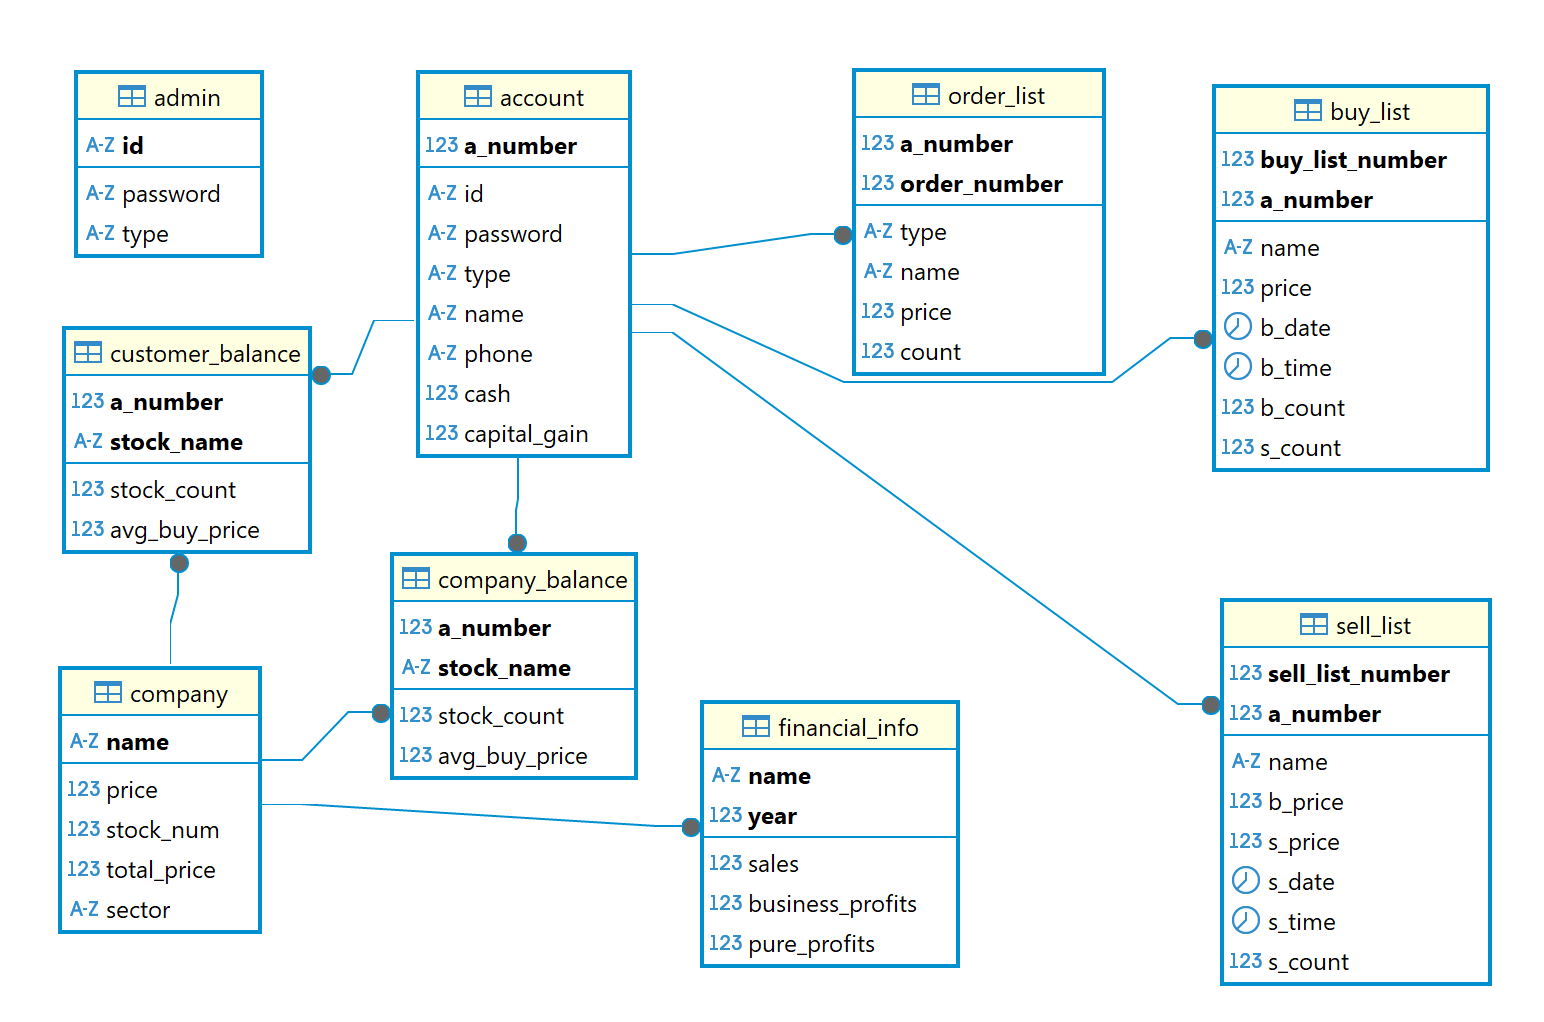 admin
A-Z id
A-Z password
A-Z type
account
123 a_number
A-Z id
A-Z password
A-Z type
A-Z name
A-Z phone
123 cash
123 capital_gain
order_list
123 a_number
123 order_number
A-Z type
A-Z name
123 price
123 count
buy_list
123 buy_list_number
123 a_number
A-Z name
123 price
b_date
b_time
123 b_count
123 s_count
customer_balance
123 a_number
A-Z stock_name
123 stock_count
123 avg_buy_price
company_balance
123 a_number
A-Z stock_name
123 stock_count
123 avg_buy_price
company
A-Z name
123 price
123 stock_num
123 total_price
A-Z sector
financial_info
A-Z name
123 year
123 sales
123 business_profits
123 pure_profits
sell_list
123 sell_list_number
123 a_number
A-Z name
123 b_price
123 s_price
s_date
s_time
123 s_count